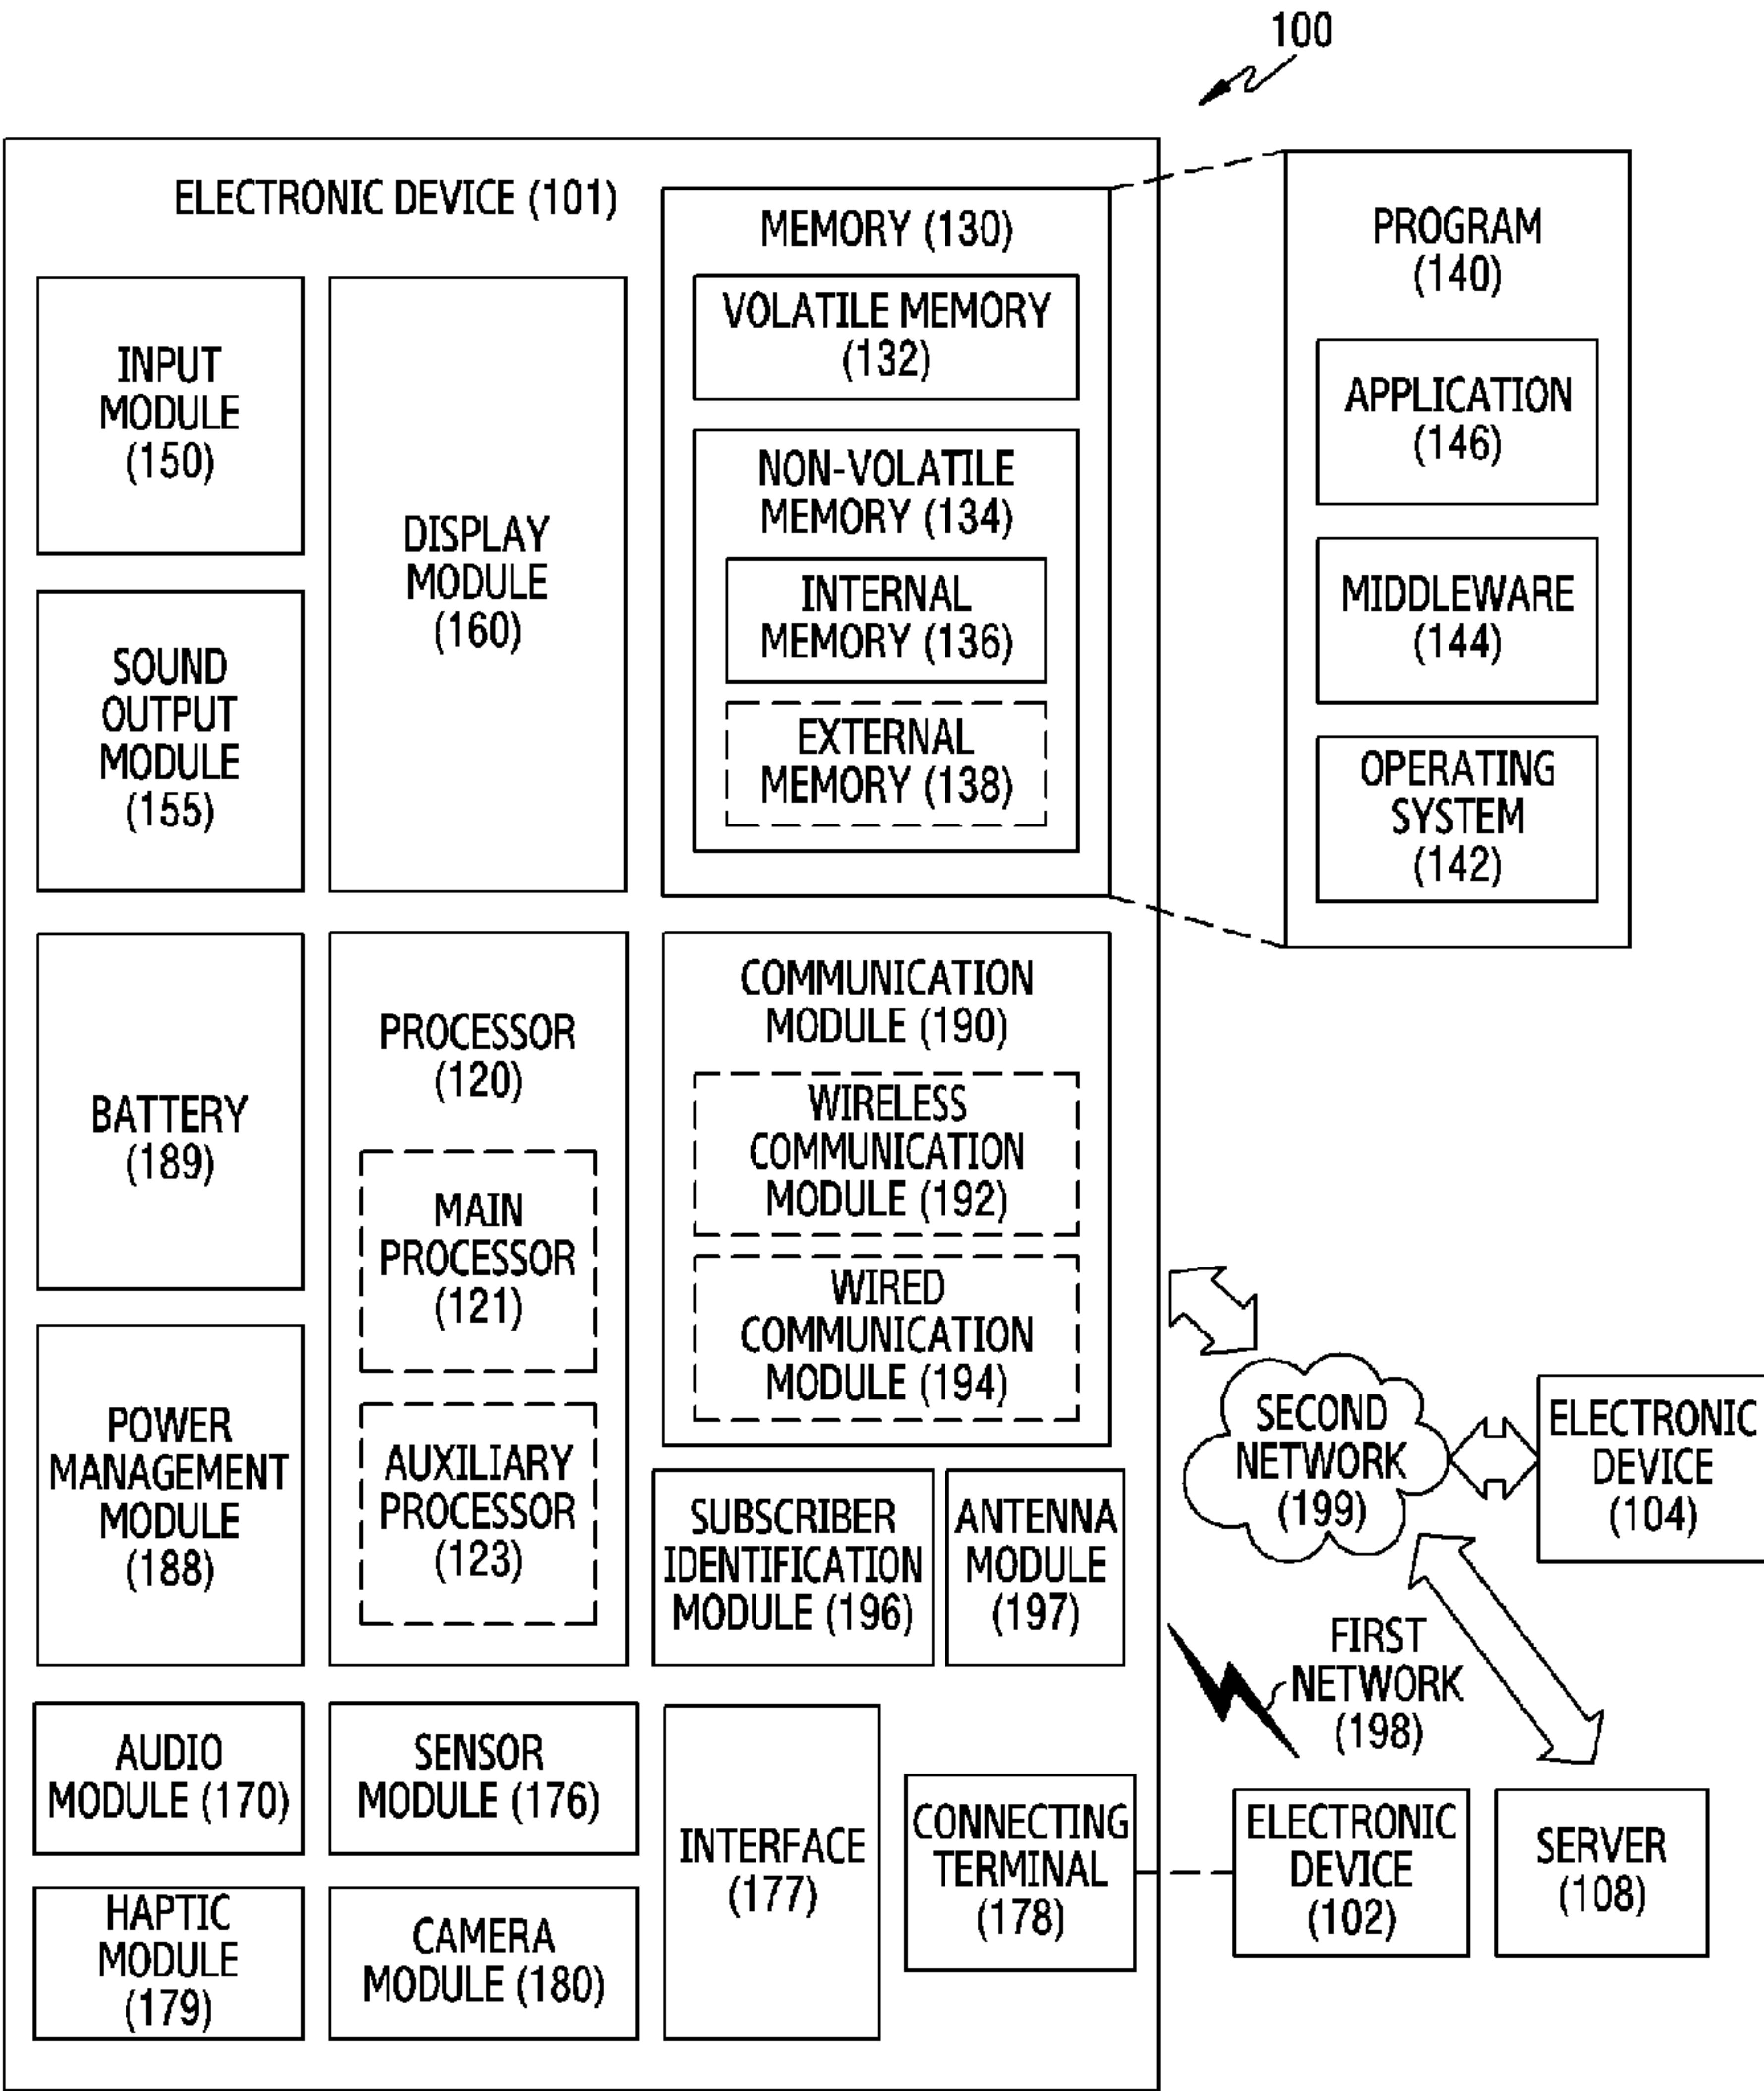 100
ELECTRONIC DEVICE (101)
INPUT
MODULE
(150)
SOUND
OUTPUT
MODULE
(155)
DISPLAY
MODULE
(160)
MEMORY (130)
VOLATILE MEMORY
(132)
NON-VOLATILE
MEMORY (134)
INTERNAL
MEMORY (136)
EXTERNAL
MEMORY (138)
PROGRAM
(140)
APPLICATION
(146)
MIDDLEWARE
(144)
OPERATING
SYSTEM
(142)
BATTERY
(189)
POWER
MANAGEMENT
MODULE
(188)
PROCESSOR
(120)
MAIN
PROCESSOR
(121)
AUXILIARY
PROCESSOR
(123)
COMMUNICATION
MODULE (190)
WIRELESS
COMMUNICATION
MODULE (192)
WIRED
COMMUNICATION
MODULE (194)
SUBSCRIBER
IDENTIFICATION
MODULE (196)
ANTENNA
MODULE
(197)
SECOND
NETWORK
(199)
ELECTRONIC
DEVICE
(104)
FIRST
NETWORK
(198)
AUDIO
MODULE (170)
SENSOR
MODULE (176)
HAPTIC
MODULE
(179)
CAMERA
MODULE (180)
INTERFACE
(177)
CONNECTING
TERMINAL
(178)
ELECTRONIC
DEVICE
(102)
SERVER
(108)